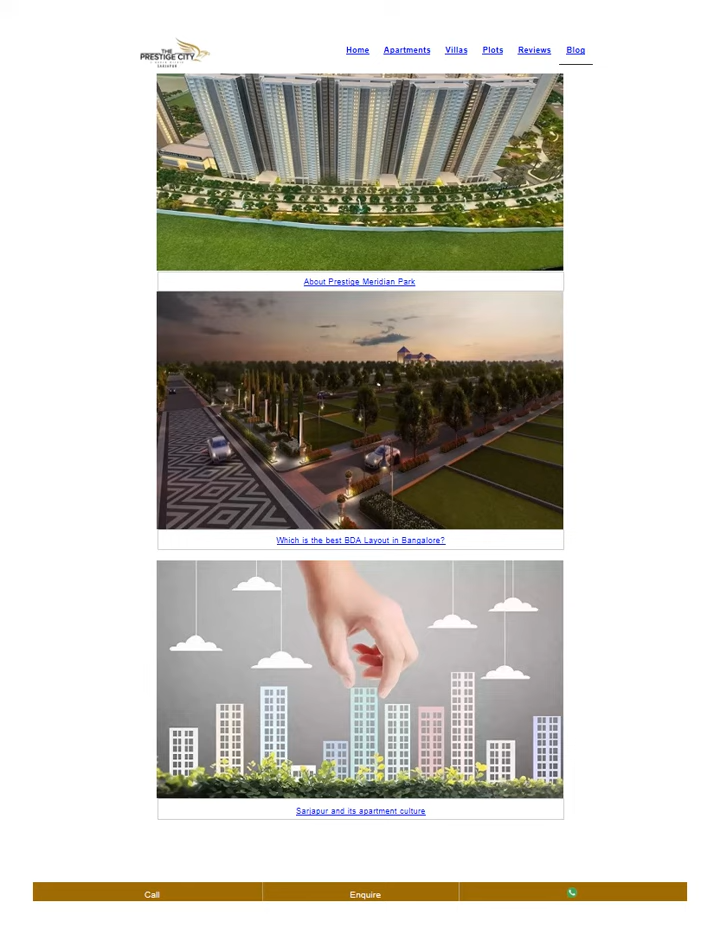 THE
PRESTIGE CITY
SARJAPUR
Home Apartments Villas Plots Reviews Blog
About Prestige Meridian Park
Which is the best BDA Layout in Bangalore?
Sarjapur and its apartment culture
Call Enquire